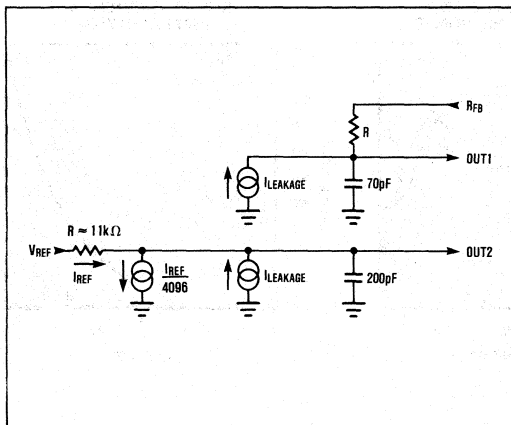 RFB
R
OUT1
ILEAKAGE
70pF
R ≈ 11kΩ
VREF
OUT2
IREF
IREF
4096
ILEAKAGE
200pF